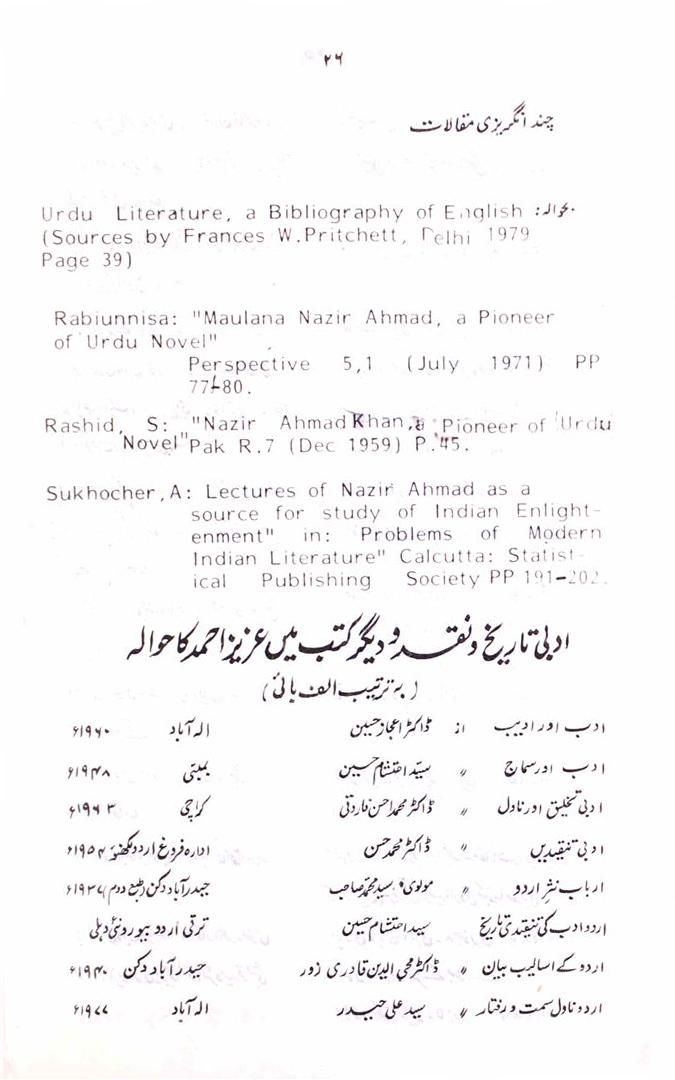 ۲۶
چند انگریزی مقالات
Urdu Literature, a Bibliography of English بحوالہ:
(Sources by Frances W.Pritchett, Delhi 1979
Page 39)
Rabiunnisa: "Maulana Nazir Ahmad, a Pioneer
of Urdu Novel"
Perspective 5,1 (July 1971) PP
77-80.
Rashid, S: "Nazir Ahmad Khan, a Pioneer of Urdu
Novel" Pak R.7 (Dec 1959) P.45.
Sukhocher,A: Lectures of Nazir Ahmad as a
source for study of Indian Enlight-
enment" in: Problems of Modern
Indian Literature" Calcutta: Statist-
ical Publishing Society PP 191-202.
ادبی تاریخ و نقد و دیگر کتب میں عزیز احمد کا حوالہ
(بہ ترتیب الف بائی)
ادب اور ادیب از ڈاکٹر اعجاز حسین الہ آباد ۱۹۶۰ء
ادب اور سماج 〃 سیّد احتشام حسین بمبئی ۱۹۴۸ء
ادبی تخلیق اور ناول 〃 ڈاکٹر محمد احسن فاروقی کراچی ۱۹۶۳ء
ادبی تنقیدیں 〃 ڈاکٹر محمد حسن ادارہ فروغ اردو لکھنؤ ۱۹۵۴ء
ارباب نثر اردو 〃 مولوی سید محمد صاحب حیدرآباد دکن (طبع دوم) ۱۹۳۷ء
اردو ادب کی تنقیدی تاریخ سید احتشام حسین ترقی اردو بیورو نئی دہلی
اردو کے اسالیب بیان 〃 ڈاکٹر محی الدین قادری زور حیدرآباد دکن ۱۹۴۰ء
اردو ناول سمت و رفتار 〃 سید علی حیدر الہ آباد ۱۹۷۷ء